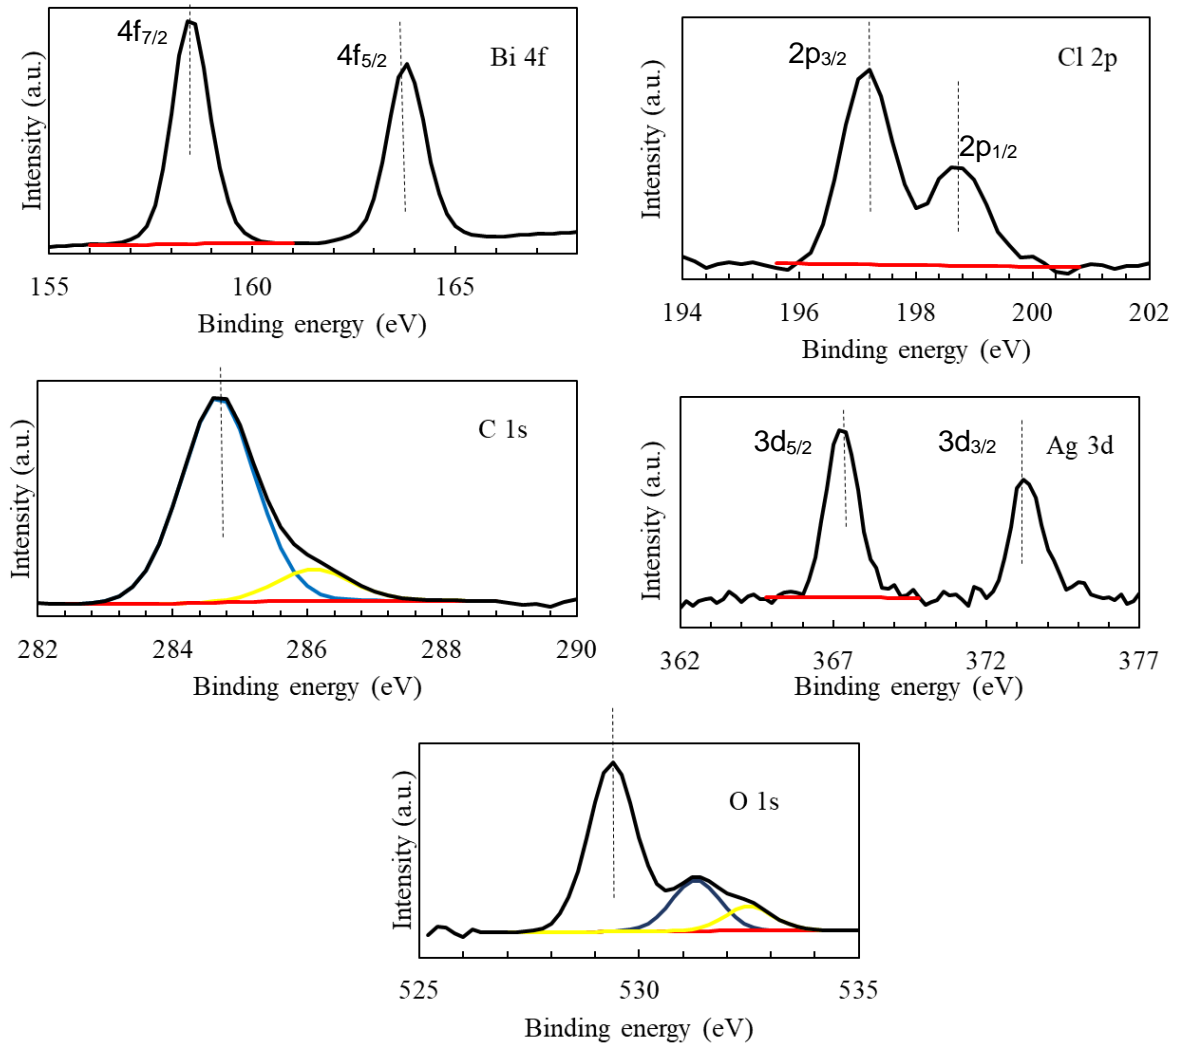 4f7/2
4f5/2
Bi 4f
Intensity (a.u.)
155 160 165
Binding energy (eV)
2p3/2
Cl 2p
2p1/2
Intensity (a.u.)
194 196 198 200 202
Binding energy (eV)
C 1s
Intensity (a.u.)
282 284 286 288 290
Binding energy (eV)
3d5/2
3d3/2
Ag 3d
Intensity (a.u.)
362 367 372 377
Binding energy (eV)
O 1s
Intensity (a.u.)
525 530 535
Binding energy (eV)